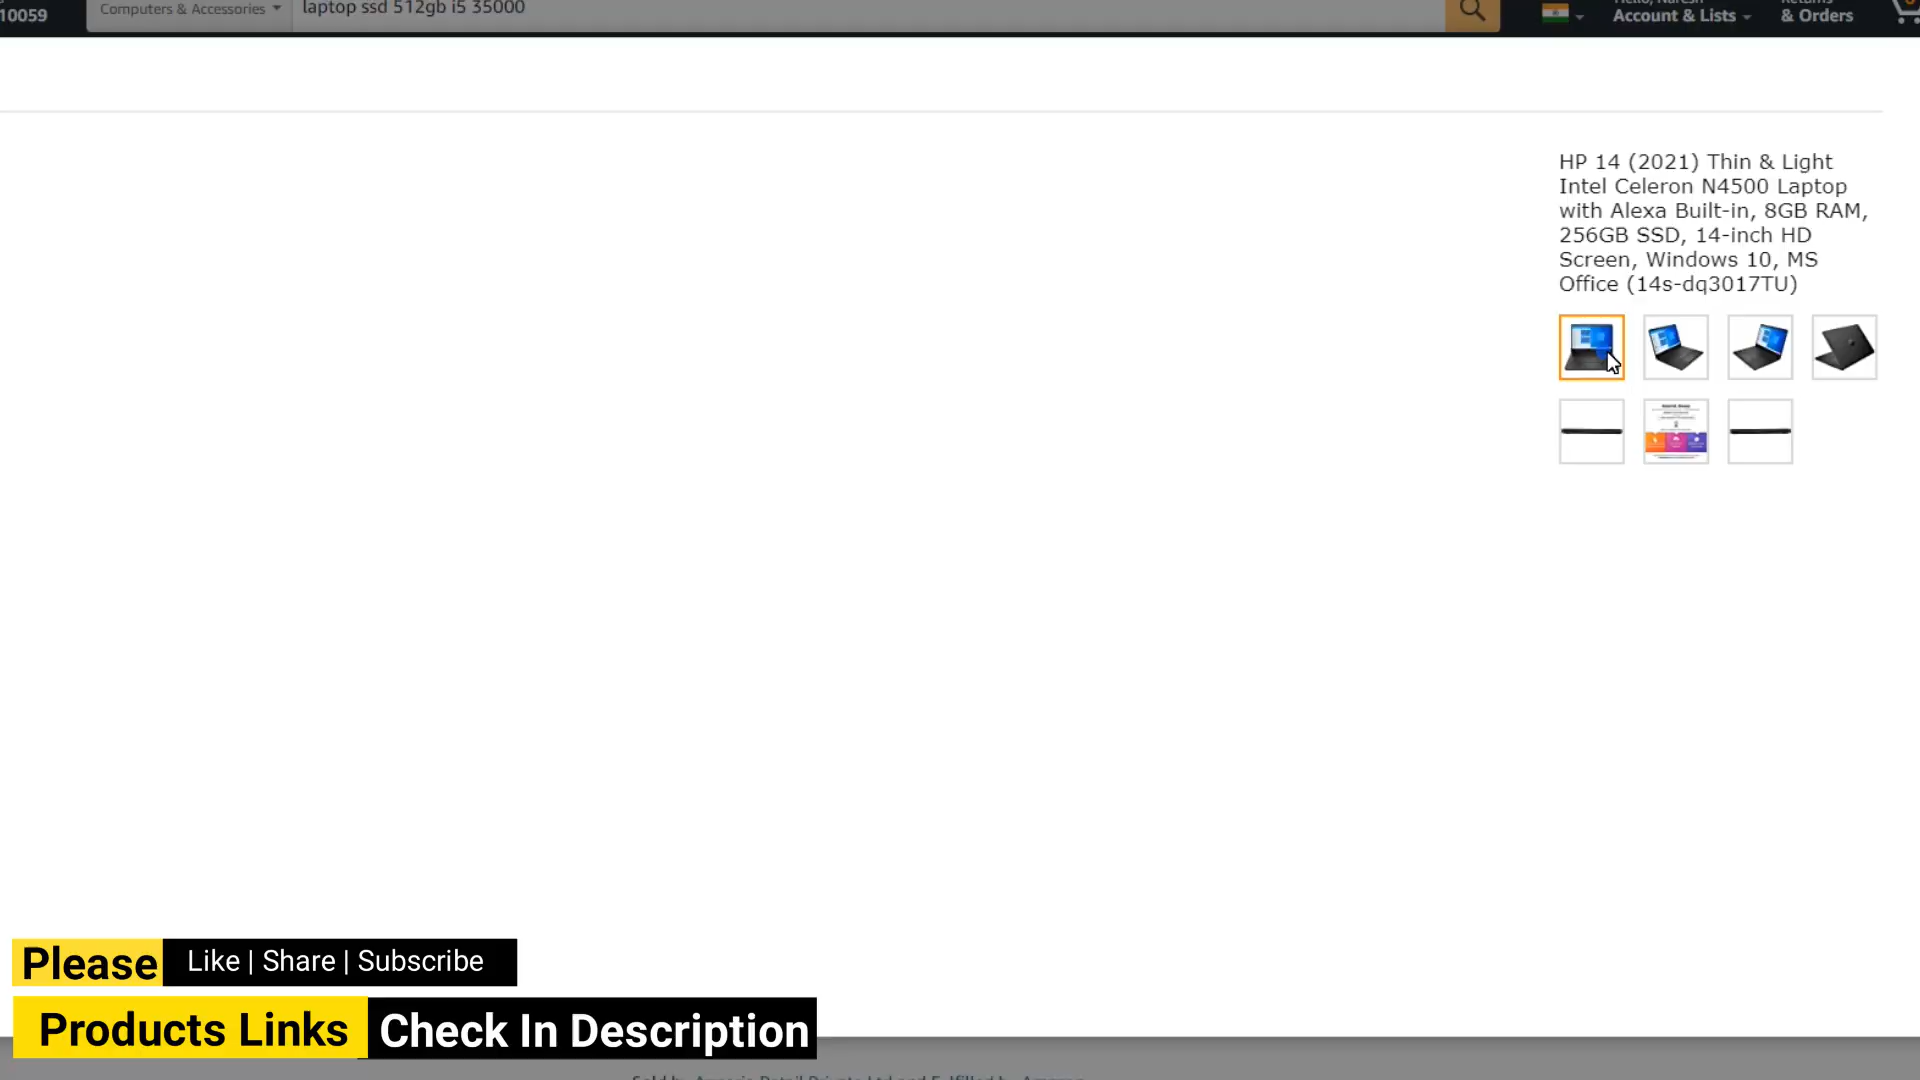 10059
Computers & Accessories
laptop ssd 512gb i5 35000
Account & Lists
& Orders
HP 14 (2021) Thin & Light
Intel Celeron N4500 Laptop
with Alexa Built-in, 8GB RAM,
256GB SSD, 14-inch HD
Screen, Windows 10, MS
Office (14s-dq3017TU)
Please Like | Share | Subscribe
Products Links Check In Description